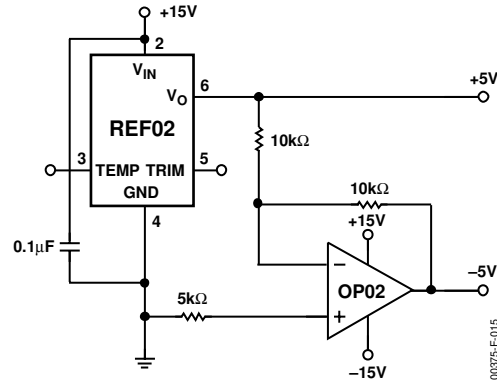 +15V
2
V_IN
6
V_O
+5V
REF02
10kΩ
3
TEMP TRIM
5
GND
10kΩ
4
+15V
0.1μF
−
OP02
−5V
5kΩ
+
−15V
00375-F-015